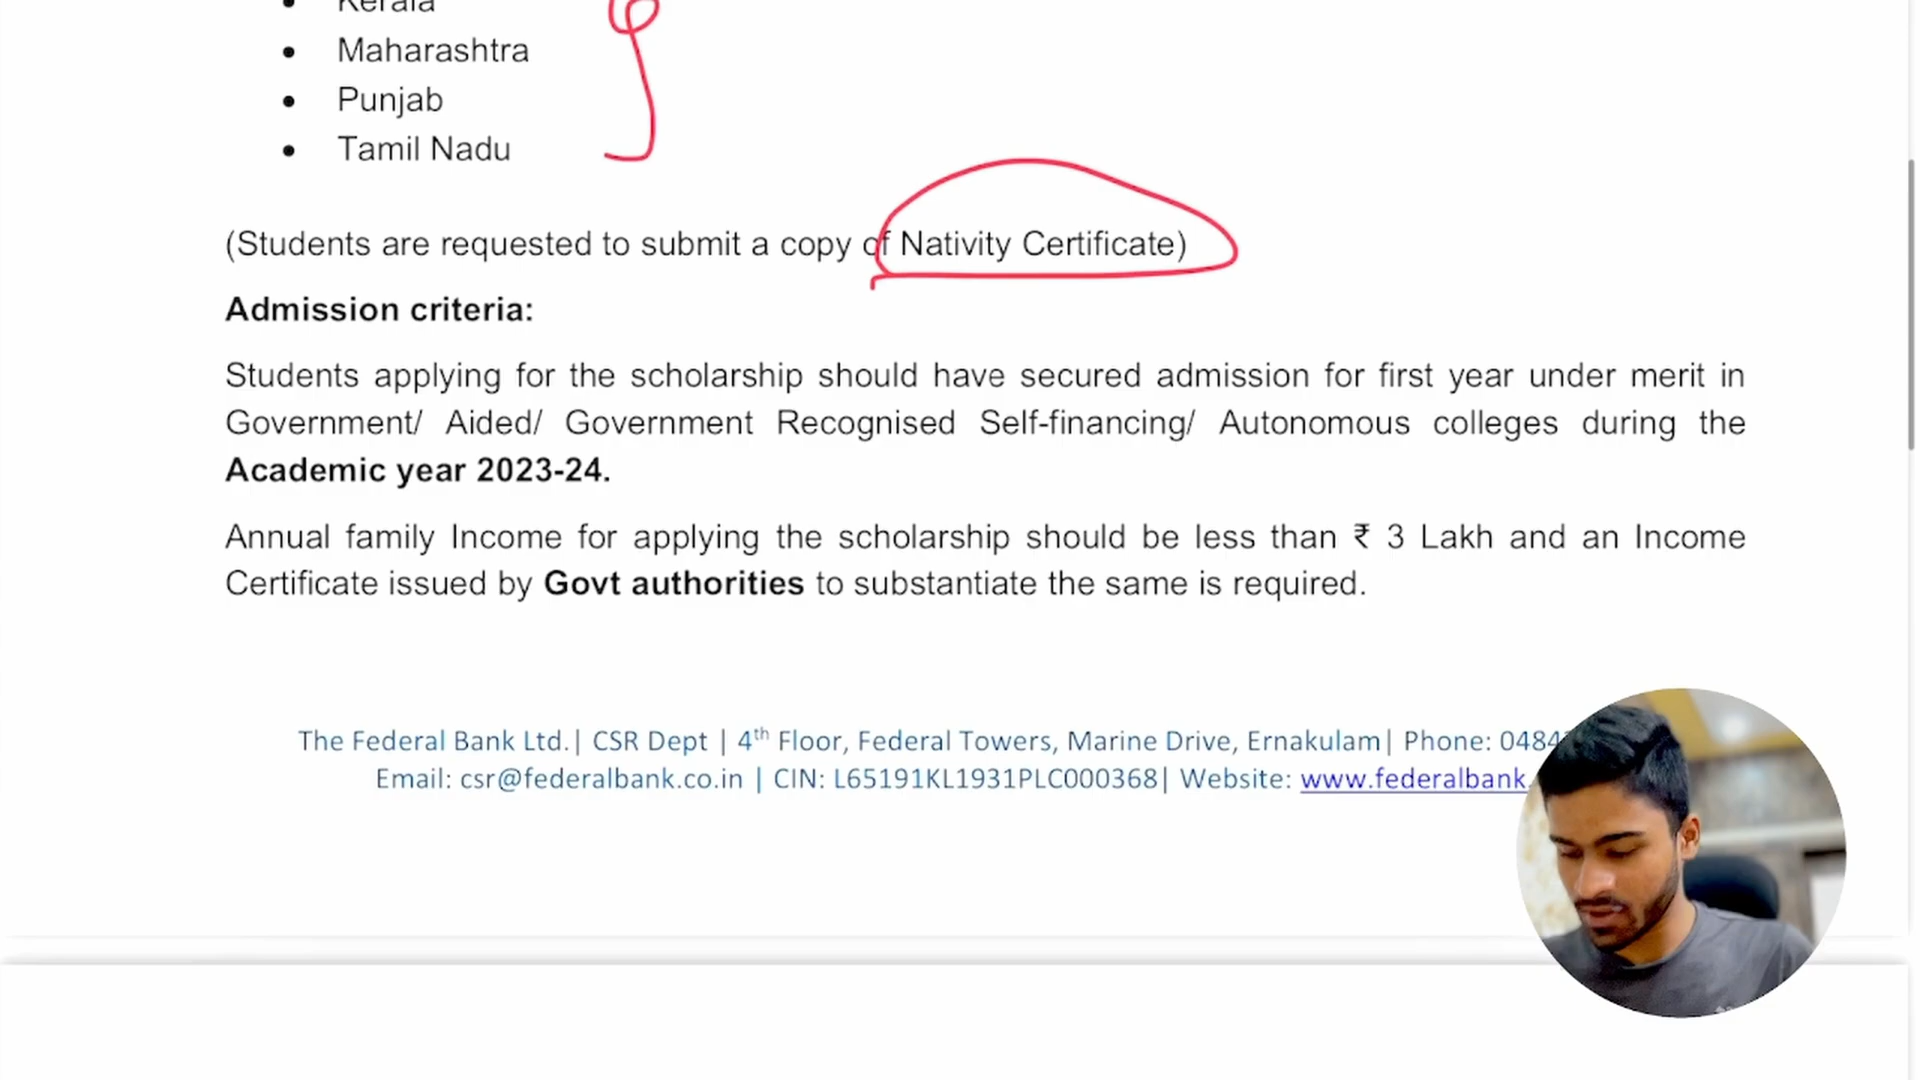 Kerala
• Maharashtra
• Punjab
• Tamil Nadu
(Students are requested to submit a copy of Nativity Certificate)
Admission criteria:
Students applying for the scholarship should have secured admission for first year under merit in
Government/ Aided/ Government Recognised Self-financing/ Autonomous colleges during the
Academic year 2023-24.
Annual family Income for applying the scholarship should be less than ₹ 3 Lakh and an Income
Certificate issued by Govt authorities to substantiate the same is required.
The Federal Bank Ltd.| CSR Dept | 4th Floor, Federal Towers, Marine Drive, Ernakulam| Phone: 0484
Email: csr@federalbank.co.in | CIN: L65191KL1931PLC000368| Website: www.federalbank.